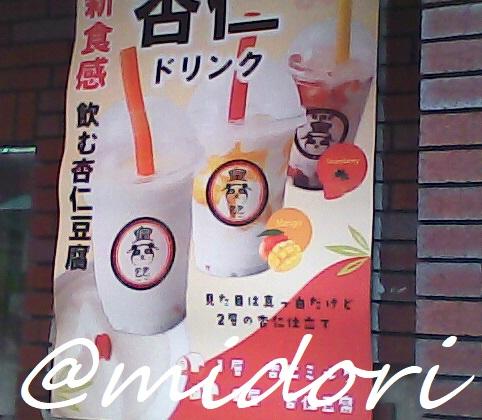 新食感
飲む杏仁豆腐
杏仁
ドリンク
Strawberry
Mango
見た目は真っ白だけど
2層の杏仁仕立て
@midori